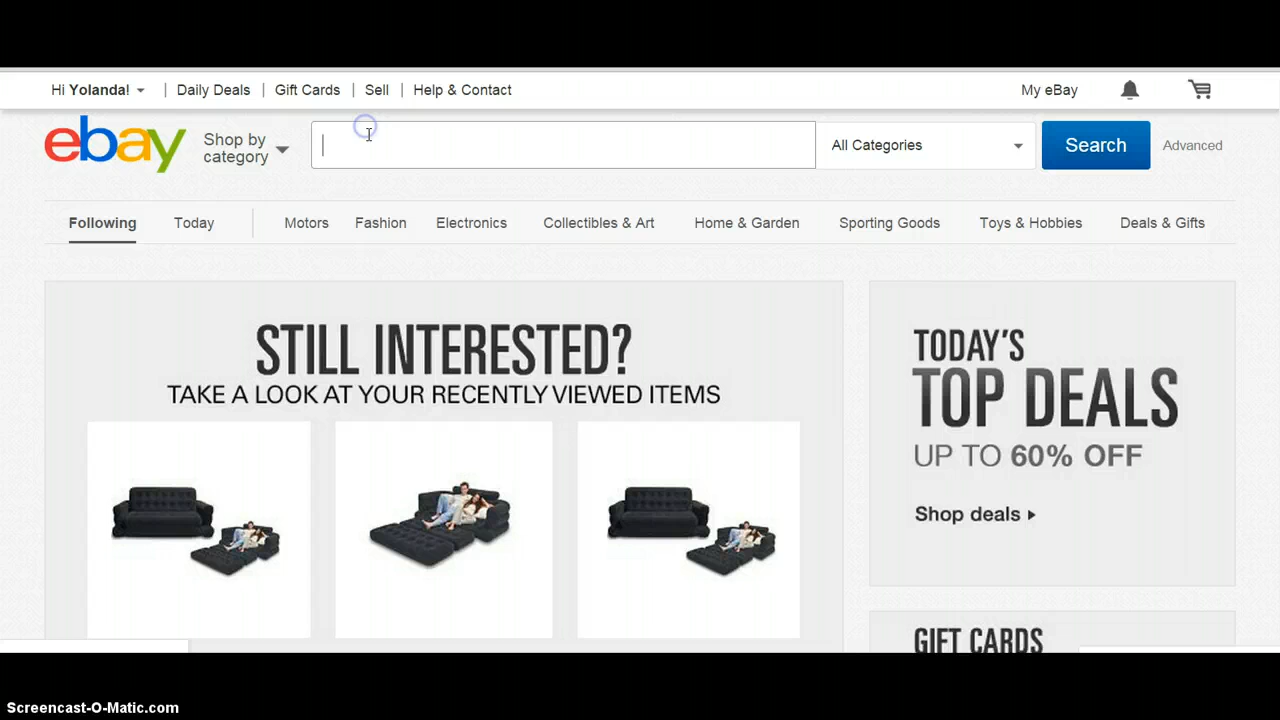 Hi Yolanda! | Daily Deals | Gift Cards | Sell | Help & Contact My eBay
ebay Shop by category All Categories Search Advanced
Following Today Motors Fashion Electronics Collectibles & Art Home & Garden Sporting Goods Toys & Hobbies Deals & Gifts
STILL INTERESTED?
TAKE A LOOK AT YOUR RECENTLY VIEWED ITEMS
TODAY'S
TOP DEALS
UP TO 60% OFF
Shop deals
GIFT CARDS
Screencast-O-Matic.com